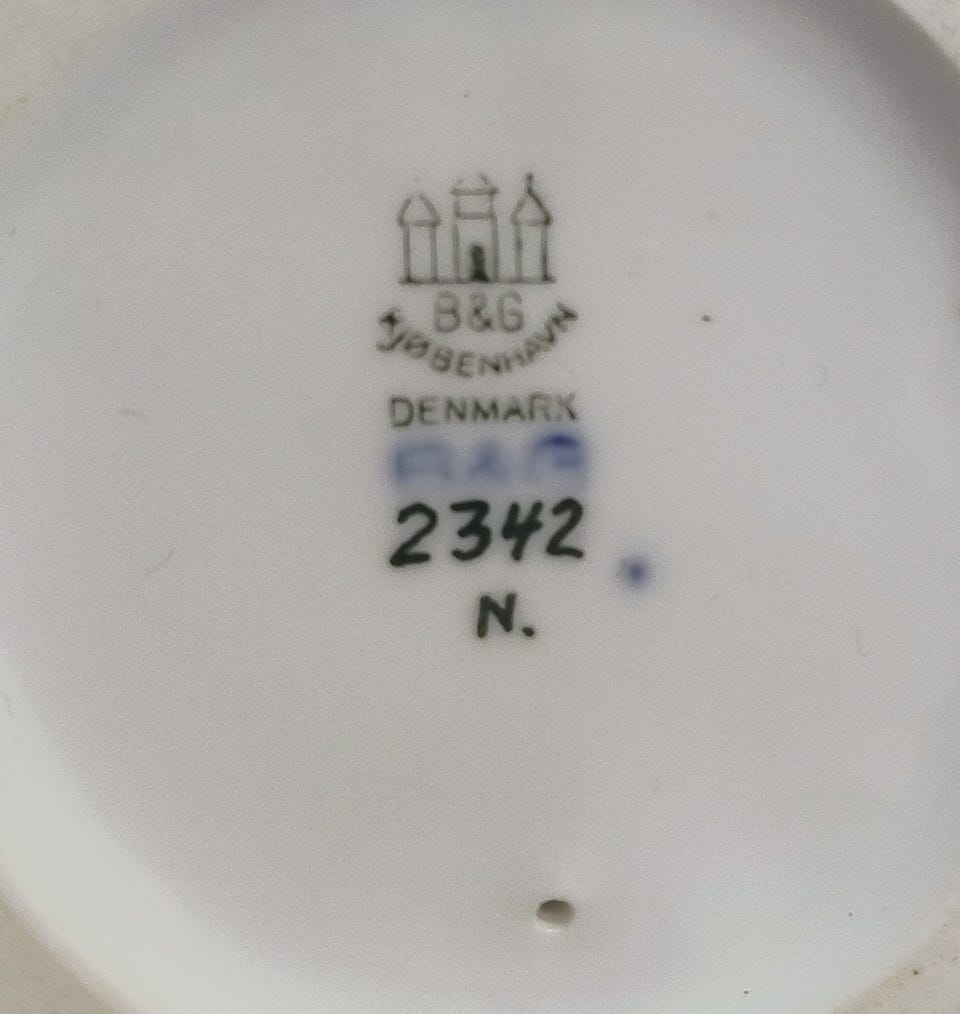 B&G
KJØBENHAVN
DENMARK
B&G
2342
N.